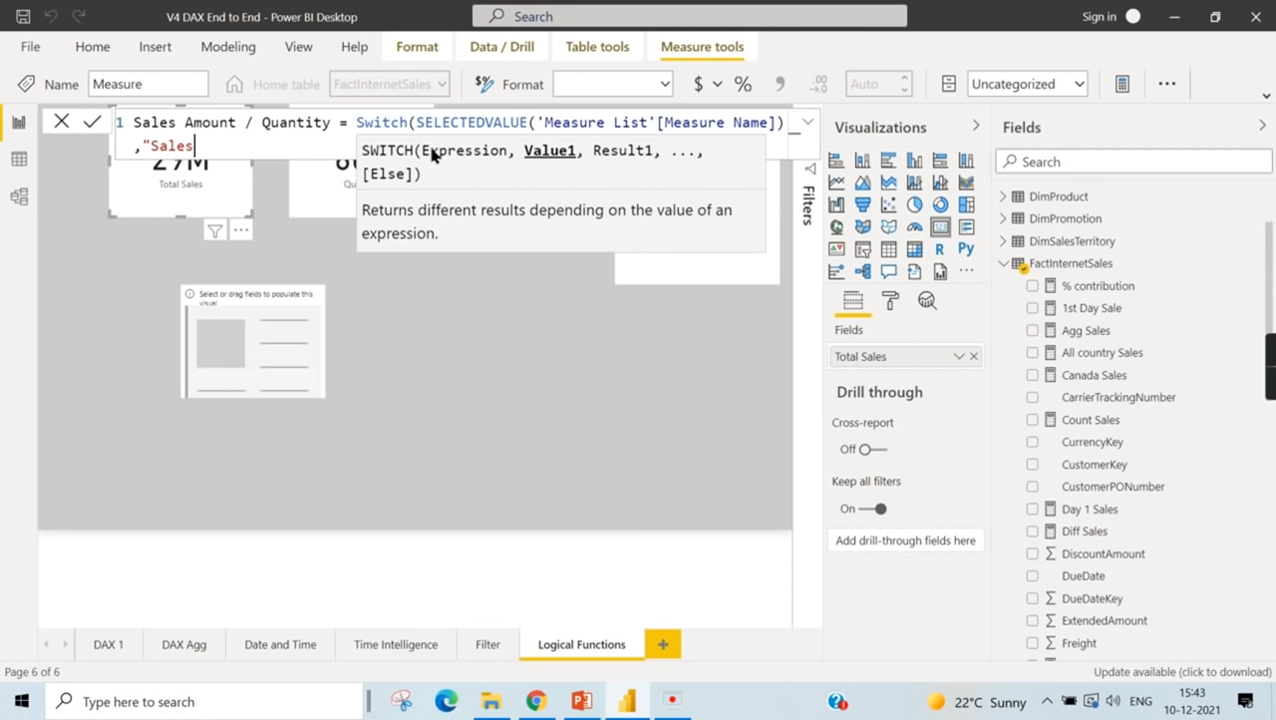 V4 DAX End to End - Power BI Desktop
Search
Sign in
File
Home
Insert
Modeling
View
Help
Format
Data / Drill
Table tools
Measure tools
Name
Measure
Home table
FactInternetSales
Format
$
%
Auto
Uncategorized
1 Sales Amount / Quantity = Switch(SELECTEDVALUE('Measure List'[Measure Name])
,"Sales
SWITCH(Expression, Value1, Result1, ...,
[Else])
Returns different results depending on the value of an
expression.
29M
Total Sales
Qu
Select or drag fields to populate this
visual
Filters
Visualizations
R
Py
Fields
Total Sales
Drill through
Cross-report
Off
Keep all filters
On
Add drill-through fields here
Fields
Search
DimProduct
DimPromotion
DimSalesTerritory
FactInternetSales
% contribution
1st Day Sale
Agg Sales
All country Sales
Canada Sales
CarrierTrackingNumber
Count Sales
CurrencyKey
CustomerKey
CustomerPONumber
Day 1 Sales
Diff Sales
DiscountAmount
DueDate
DueDateKey
ExtendedAmount
Freight
DAX 1
DAX Agg
Date and Time
Time Intelligence
Filter
Logical Functions
Page 6 of 6
Update available (click to download)
Type here to search
22°C Sunny
ENG
15:43
10-12-2021